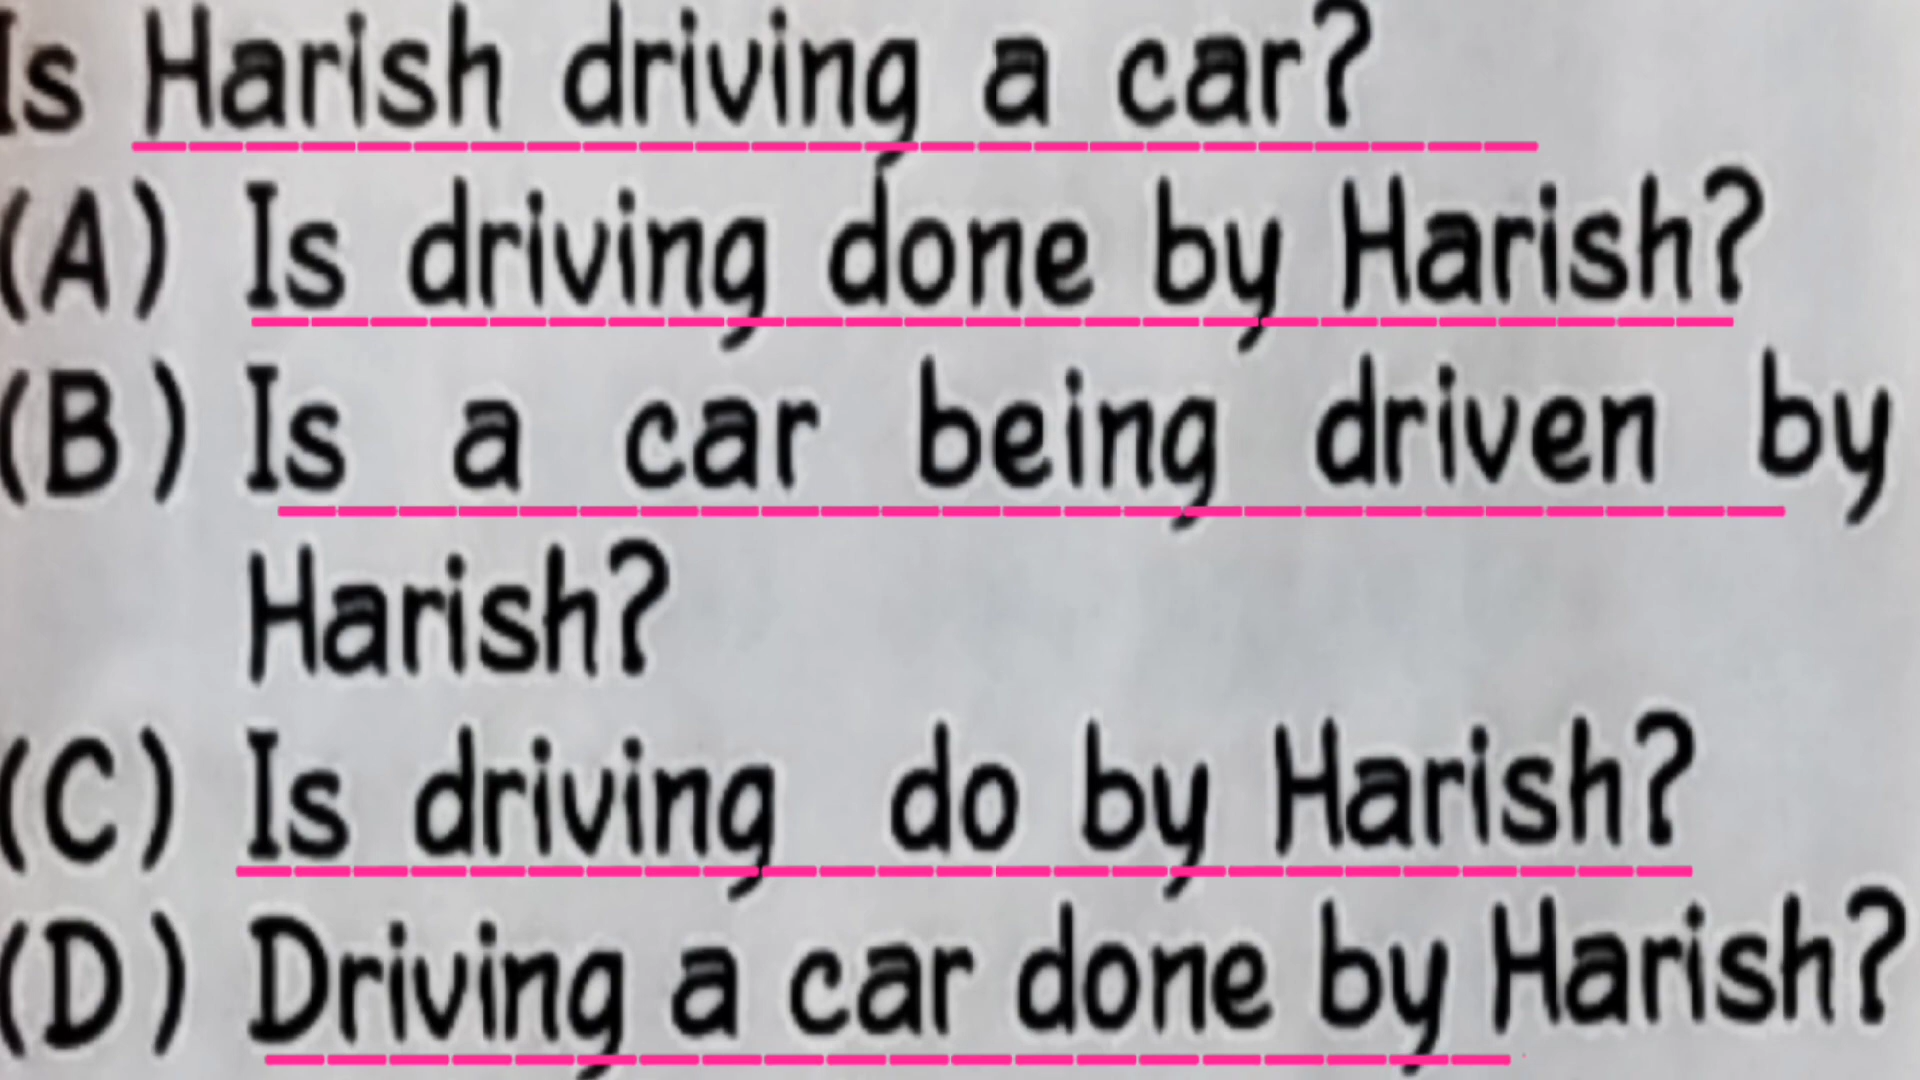 Is Harish driving a car?
(A) Is driving done by Harish?
(B) Is a car being driven by
Harish?
(C) Is driving do by Harish?
(D) Driving a car done by Harish?